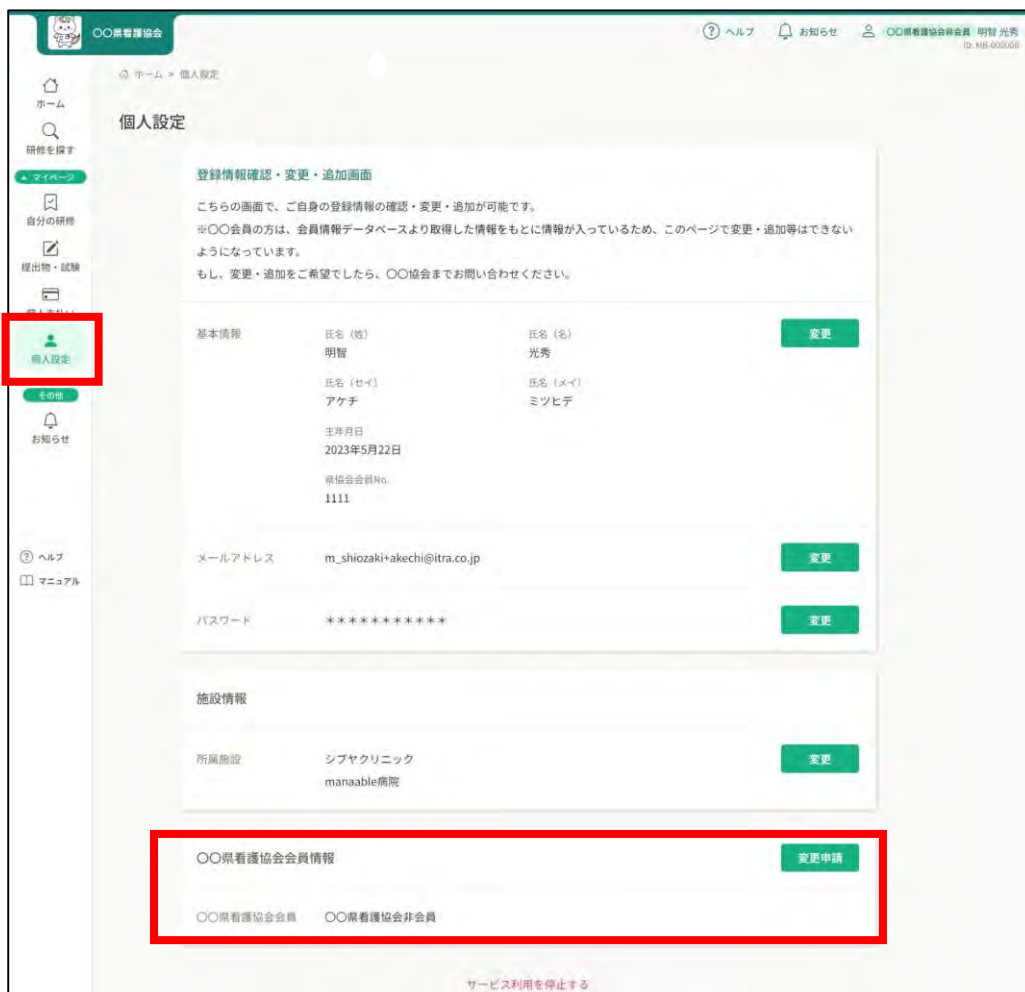 〇〇県看護協会
ヘルプ
お知らせ
〇〇県看護協会非会員 明智 光秀
ホーム > 個人設定
ホーム
研修を探す
マイページ
自分の研修
提出物・試験
個人設定
その他
お知らせ
ヘルプ
マニュアル
個人設定
登録情報確認・変更・追加画面
こちらの画面で、ご自身の登録情報の確認・変更・追加が可能です。
※〇〇会員の方は、会員情報データベースより取得した情報をもとに情報が入っているため、このページで変更・追加等はできない
ようになっています。
もし、変更・追加をご希望でしたら、〇〇協会までお問い合わせください。
基本情報
氏名（姓）
明智
氏名（名）
光秀
変更
氏名（セイ）
アケチ
氏名（メイ）
ミツヒデ
生年月日
2023年5月22日
県協会会員No.
1111
メールアドレス
m_shiozaki+akechi@itra.co.jp
変更
パスワード
***********
変更
施設情報
所属施設
シブヤクリニック
manaable病院
変更
〇〇県看護協会会員情報
変更申請
〇〇県看護協会会員
〇〇県看護協会非会員
サービス利用を停止する